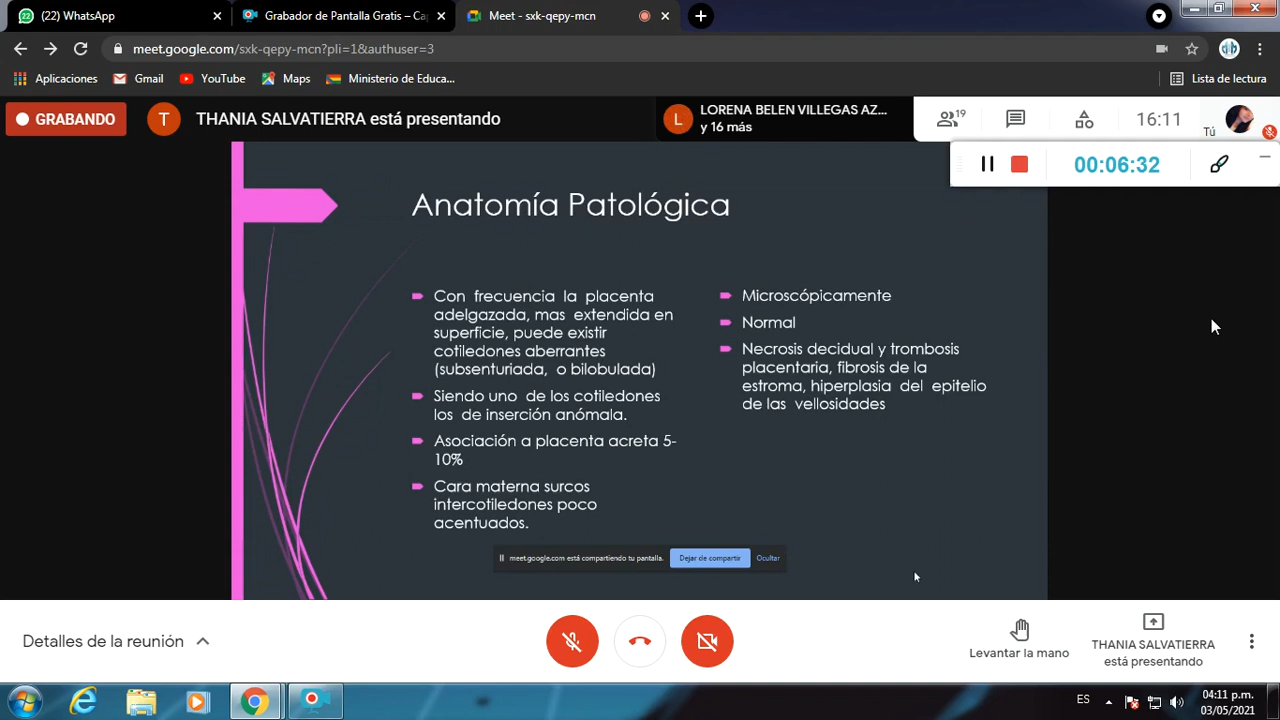 (22) WhatsApp
Grabador de Pantalla Gratis – Ca
Meet - sxk-qepy-mcn
meet.google.com/sxk-qepy-mcn?pli=1&authuser=3
Aplicaciones
Gmail
YouTube
Maps
Ministerio de Educa...
Lista de lectura
GRABANDO
T
THANIA SALVATIERRA está presentando
L
LORENA BELEN VILLEGAS AZ...
y 16 más
19
16:11
Tú
00:06:32
Anatomía Patológica
Con frecuencia la placenta
adelgazada, mas extendida en
superficie, puede existir
cotiledones aberrantes
(subsenturiada, o bilobulada)
Siendo uno de los cotiledones
los de inserción anómala.
Asociación a placenta acreta 5-
10%
Cara materna surcos
intercotiledones poco
acentuados.
Microscópicamente
Normal
Necrosis decidual y trombosis
placentaria, fibrosis de la
estroma, hiperplasia del epitelio
de las vellosidades
meet.google.com está compartiendo tu pantalla.
Dejar de compartir
Ocultar
Detalles de la reunión
Levantar la mano
THANIA SALVATIERRA
está presentando
ES
04:11 p.m.
03/05/2021